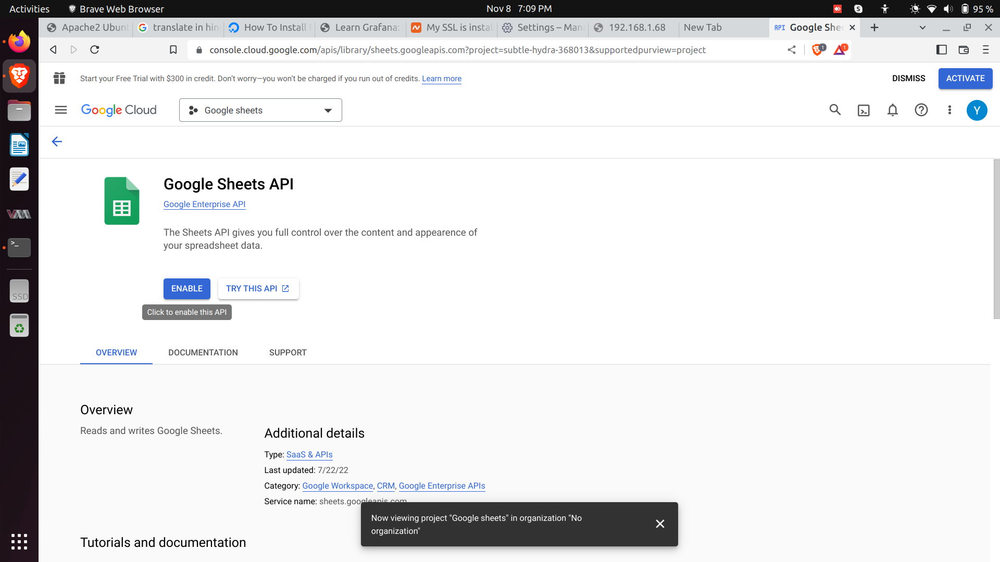 Activities
Brave Web Browser
Nov 8 7:09 PM
95 %
Apache2 Ubunt
translate in hin
How To Install
Learn Grafana:
My SSL is instal
Settings – Mana
192.168.1.68
New Tab
API Google Shee
console.cloud.google.com/apis/library/sheets.googleapis.com?project=subtle-hydra-368013&supportedpurview=project
1
1
Start your Free Trial with $300 in credit. Don’t worry—you won’t be charged if you run out of credits. Learn more
DISMISS
ACTIVATE
Google Cloud
Google sheets
Y
Google Sheets API
Google Enterprise API
The Sheets API gives you full control over the content and appearence of
your spreadsheet data.
ENABLE
TRY THIS API
Click to enable this API
SSD
OVERVIEW
DOCUMENTATION
SUPPORT
Overview
Reads and writes Google Sheets.
Additional details
Type: SaaS & APIs
Last updated: 7/22/22
Category: Google Workspace, CRM, Google Enterprise APIs
Service name: sheets.googleapis.com
Now viewing project "Google sheets" in organization "No
organization"
Tutorials and documentation